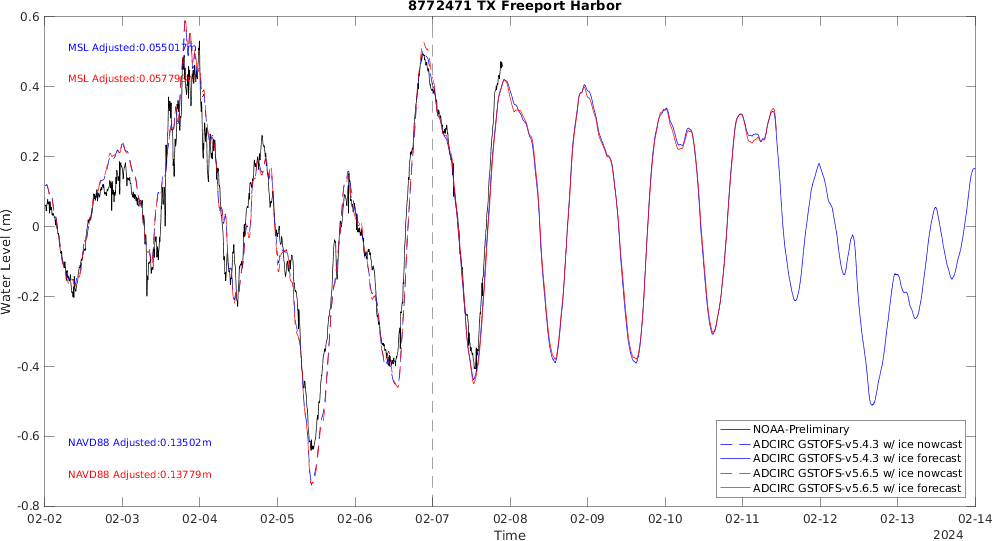 8772471 TX Freeport Harbor
0.6
0.4
0.2
0
-0.2
-0.4
-0.6
-0.8
Water Level (m)
MSL Adjusted:0.055017m
MSL Adjusted:0.05779
NAVD88 Adjusted:0.13502m
NAVD88 Adjusted:0.13779m
NOAA-Preliminary
ADCIRC GSTOFS-v5.4.3 w/ ice nowcast
ADCIRC GSTOFS-v5.4.3 w/ ice forecast
ADCIRC GSTOFS-v5.6.5 w/ ice nowcast
ADCIRC GSTOFS-v5.6.5 w/ ice forecast
02-02 02-03 02-04 02-05 02-06 02-07 02-08 02-09 02-10 02-11 02-12 02-13 02-14
Time
2024